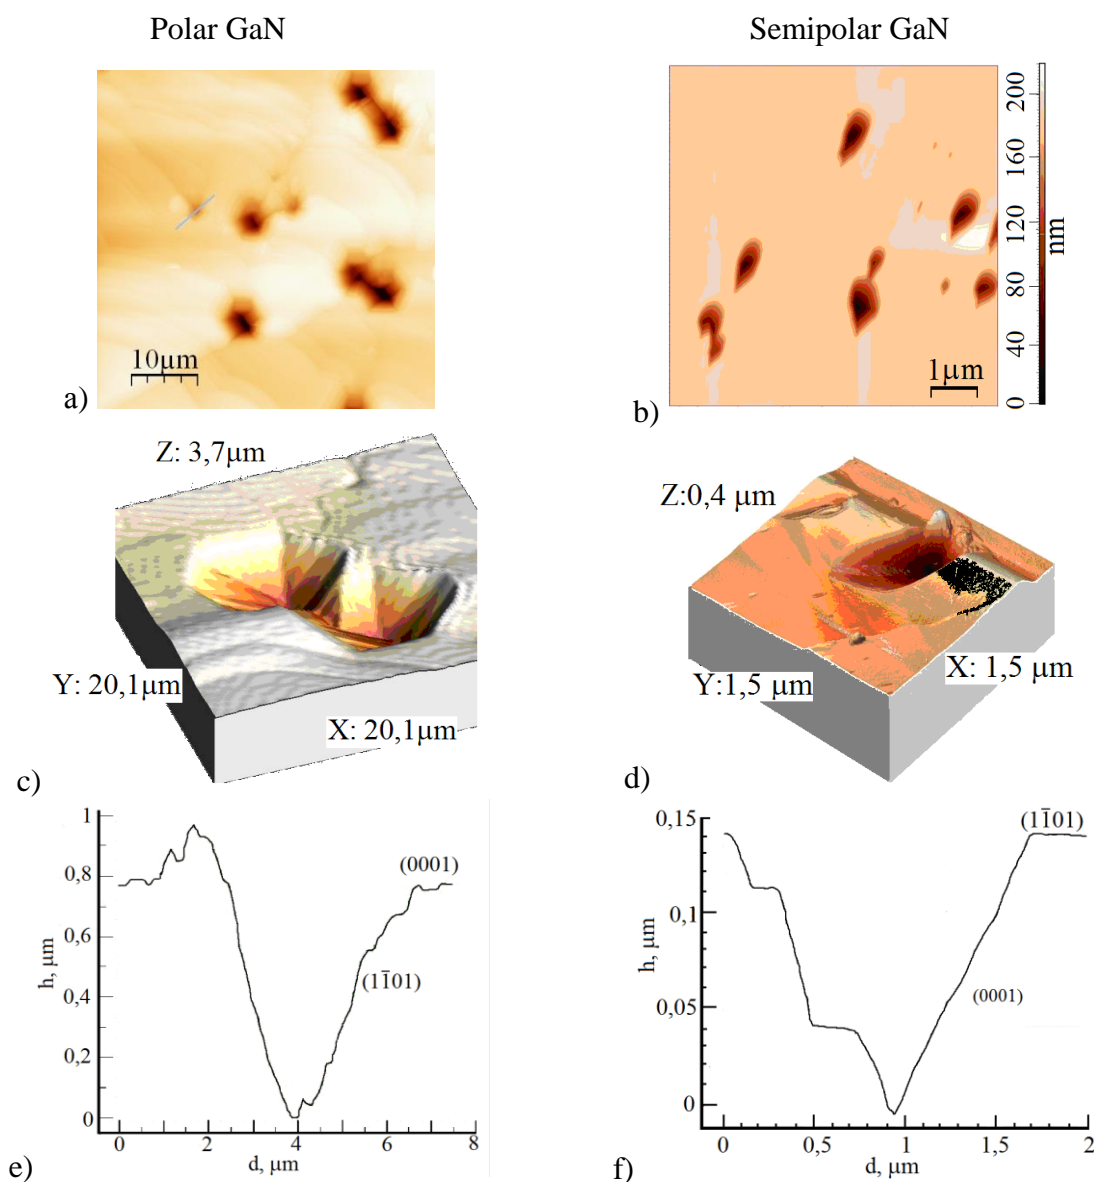 Polar GaN
Semipolar GaN
10μm
a)
200
160
120
80
40
0
nm
1μm
b)
Z: 3,7μm
Y: 20,1μm
X: 20,1μm
c)
Z:0,4 μm
Y:1,5 μm
X: 1,5 μm
d)
1
0,8
0,6
0,4
0,2
0
h, μm
(0001)
(11̄01)
0
2
4
6
8
d, μm
e)
0,15
0,1
0,05
0
h, μm
(11̄01)
(0001)
0
0,5
1
1,5
2
d, μm
f)